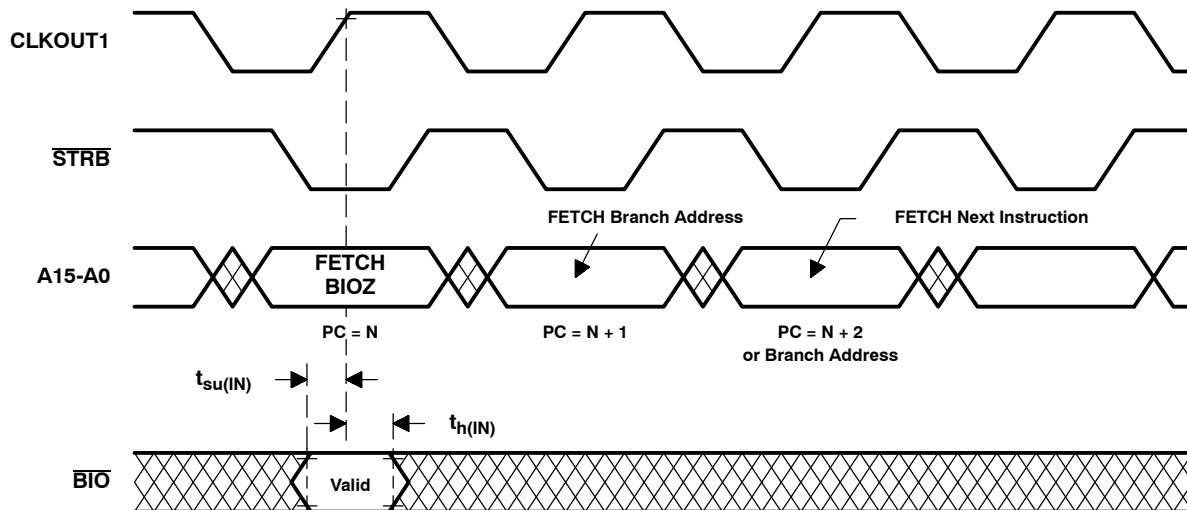 CLKOUT1
STRB
FETCH Branch Address
FETCH Next Instruction
A15-A0
FETCH
BIOZ
PC = N
PC = N + 1
PC = N + 2
or Branch Address
tsu(IN)
th(IN)
BIO
Valid